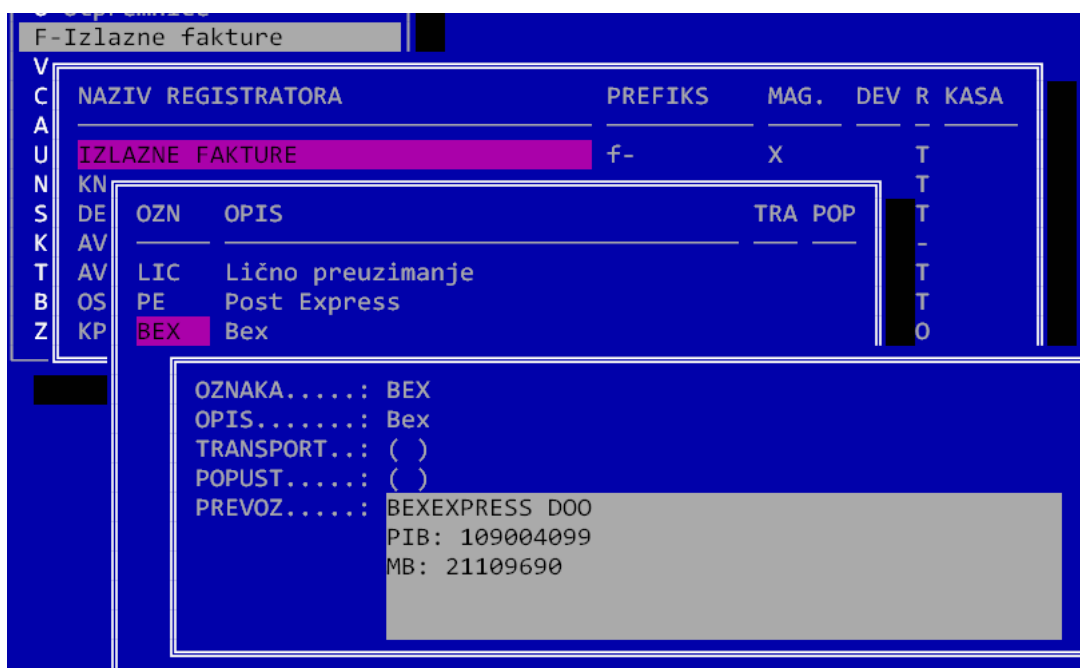 F-Izlazne fakture
V
C NAZIV REGISTRATORA PREFIKS MAG. DEV R KASA
A
U IZLAZNE FAKTURE f- X T
N KN T
S DE OZN OPIS TRA POP T
K AV -
T AV LIC Lično preuzimanje T
B OS PE Post Express T
Z KP BEX Bex O
OZNAKA.....: BEX
OPIS.......: Bex
TRANSPORT..: ( )
POPUST.....: ( )
PREVOZ.....: BEXEXPRESS DOO
PIB: 109004099
MB: 21109690